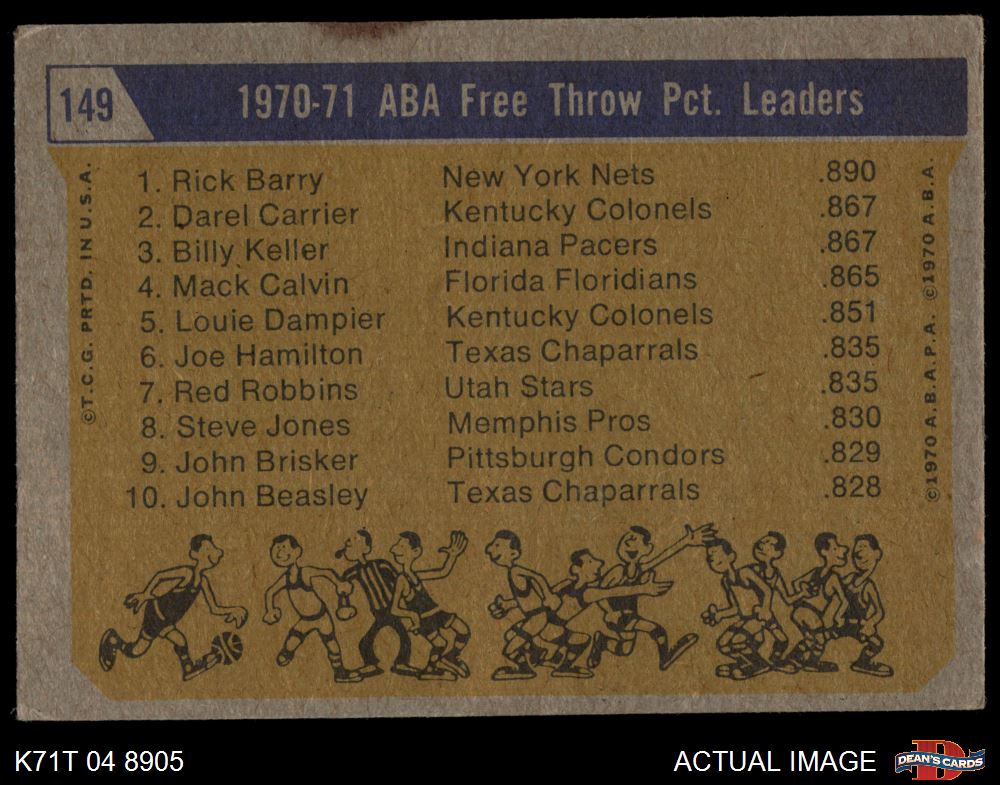 149
1970-71 ABA Free Throw Pct. Leaders
1. Rick Barry New York Nets .890
2. Darel Carrier Kentucky Colonels .867
3. Billy Keller Indiana Pacers .867
4. Mack Calvin Florida Floridians .865
5. Louie Dampier Kentucky Colonels .851
6. Joe Hamilton Texas Chaparrals .835
7. Red Robbins Utah Stars .835
8. Steve Jones Memphis Pros .830
9. John Brisker Pittsburgh Condors .829
10. John Beasley Texas Chaparrals .828
©T.C.G. PRTD. IN U.S.A.
©1970 A.B.A.P.A. ©1970 A.B.A.
K71T 04 8905
ACTUAL IMAGE
D
DEAN'S CARDS